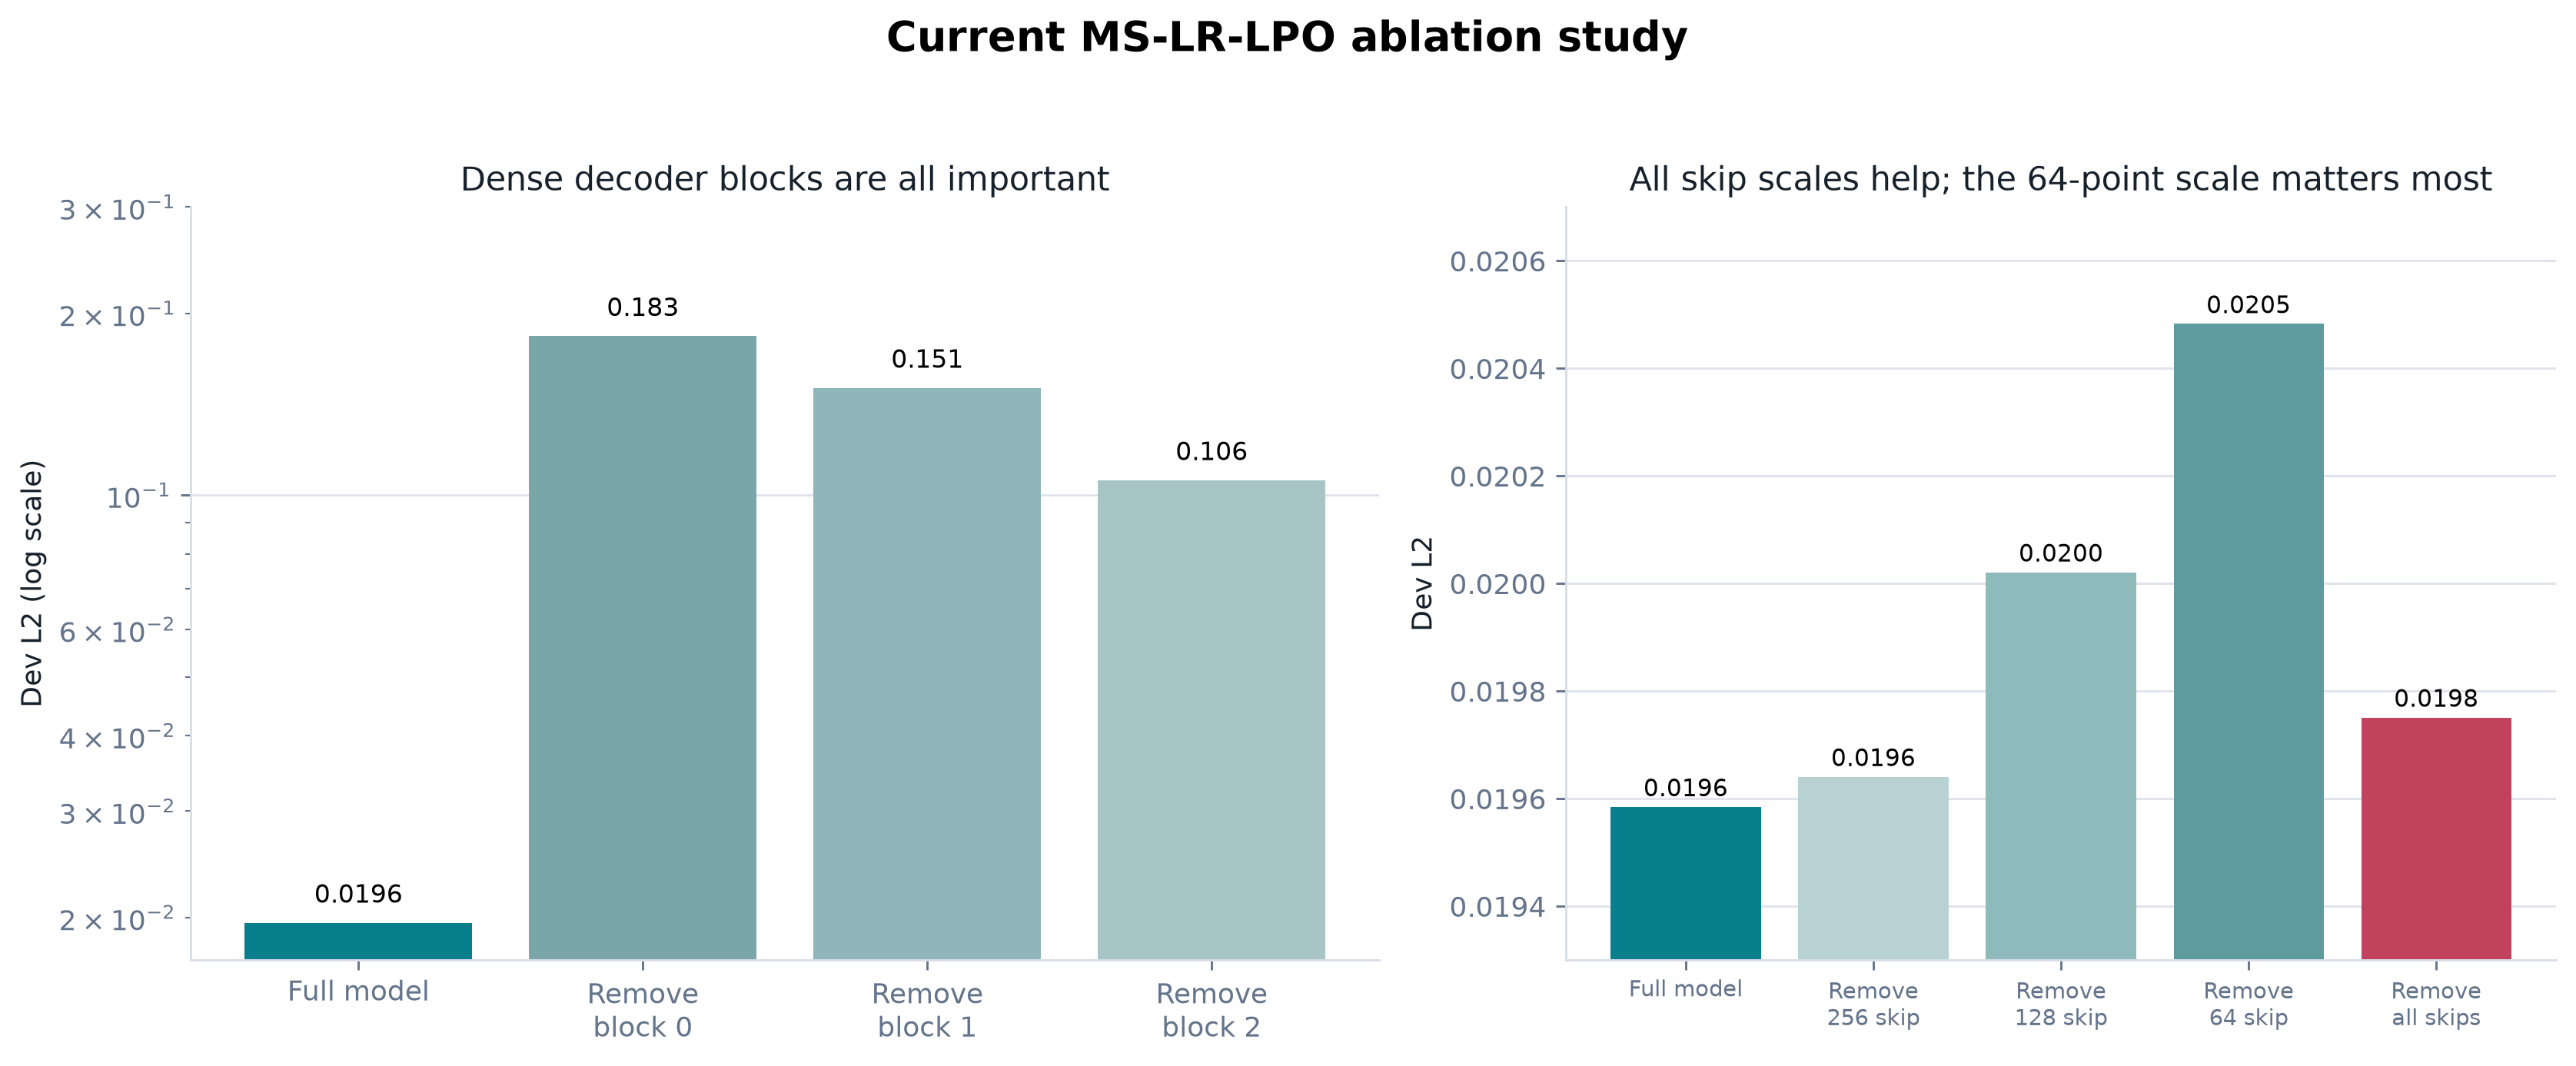 Current MS-LR-LPO ablation study
Dense decoder blocks are all important
Dev L2 (log scale)
3 × 10⁻¹
2 × 10⁻¹
10⁻¹
6 × 10⁻²
4 × 10⁻²
3 × 10⁻²
2 × 10⁻²
0.0196
0.183
0.151
0.106
Full model
Remove
block 0
Remove
block 1
Remove
block 2
All skip scales help; the 64-point scale matters most
Dev L2
0.0206
0.0204
0.0202
0.0200
0.0198
0.0196
0.0194
0.0196
0.0196
0.0200
0.0205
0.0198
Full model
Remove
256 skip
Remove
128 skip
Remove
64 skip
Remove
all skips